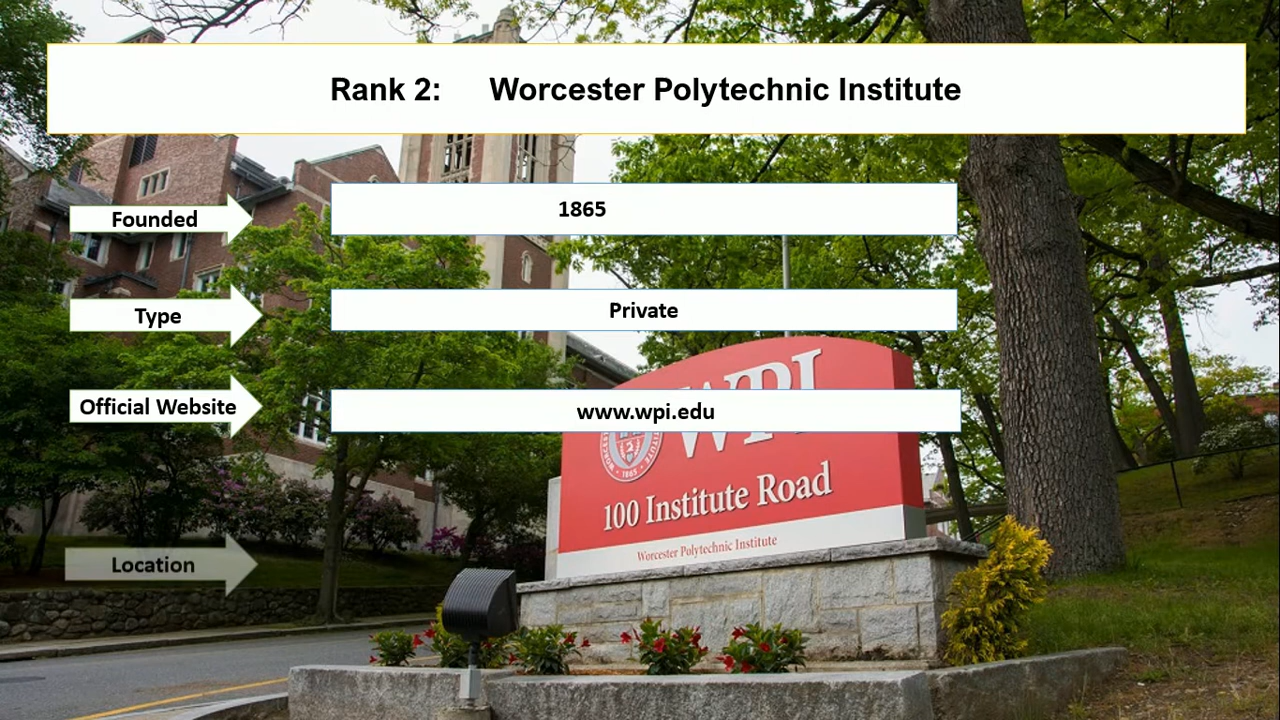 Rank 2: Worcester Polytechnic Institute
Founded
1865
Type
Private
Official Website
www.wpi.edu
WPI
1865
100 Institute Road
Worcester Polytechnic Institute
Location